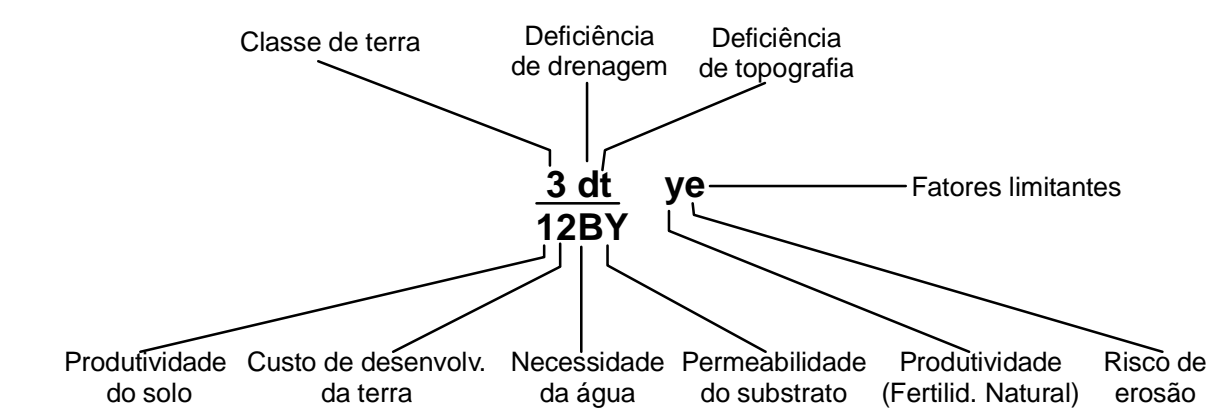 Classe de terra
Deficiência
de drenagem
Deficiência
de topografia
3 dt
ye
Fatores limitantes
12BY
Produtividade
do solo
Custo de desenvolv.
da terra
Necessidade
da água
Permeabilidade
do substrato
Produtividade
(Fertilid. Natural)
Risco de
erosão